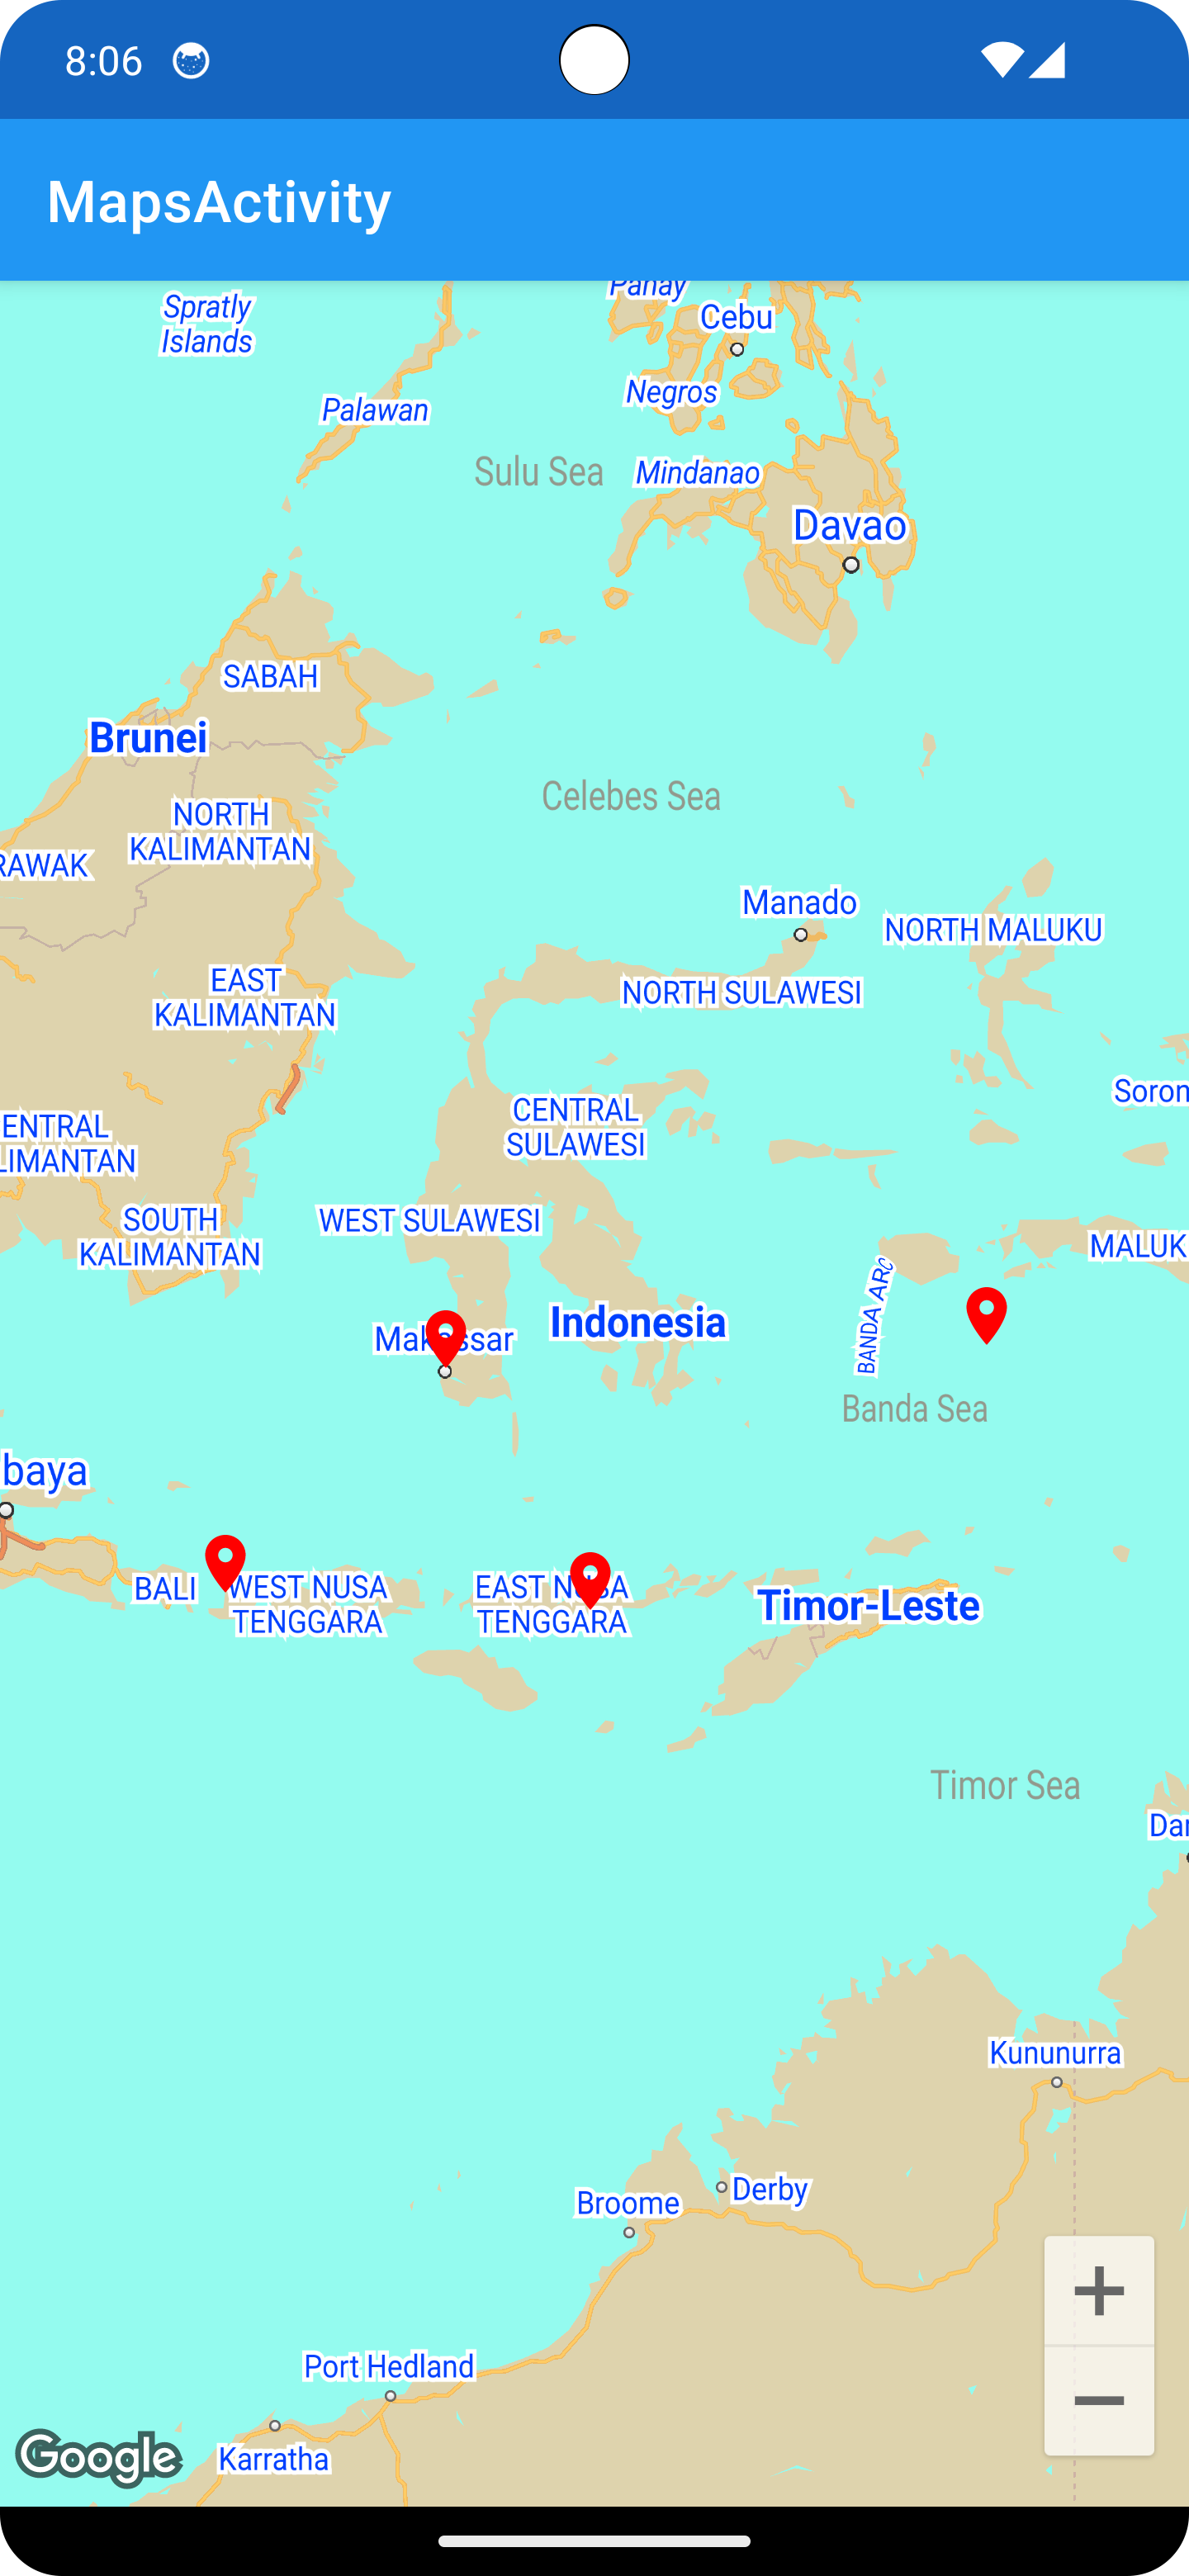 8:06
MapsActivity
Panay
Spratly
Islands
Cebu
Negros
Palawan
Sulu Sea
Mindanao
Davao
SABAH
Brunei
Celebes Sea
NORTH
KALIMANTAN
RAWAK
Manado
NORTH MALUKU
EAST
KALIMANTAN
NORTH SULAWESI
Soron
CENTRAL
SULAWESI
ENTRAL
LIMANTAN
WEST SULAWESI
SOUTH
KALIMANTAN
MALUK
BANDA ARC
Indonesia
Makassar
Banda Sea
baya
BALI
WEST NUSA
TENGGARA
EAST NUSA
TENGGARA
Timor-Leste
Timor Sea
Dar
Kununurra
Derby
Broome
Port Hedland
Karratha
Google